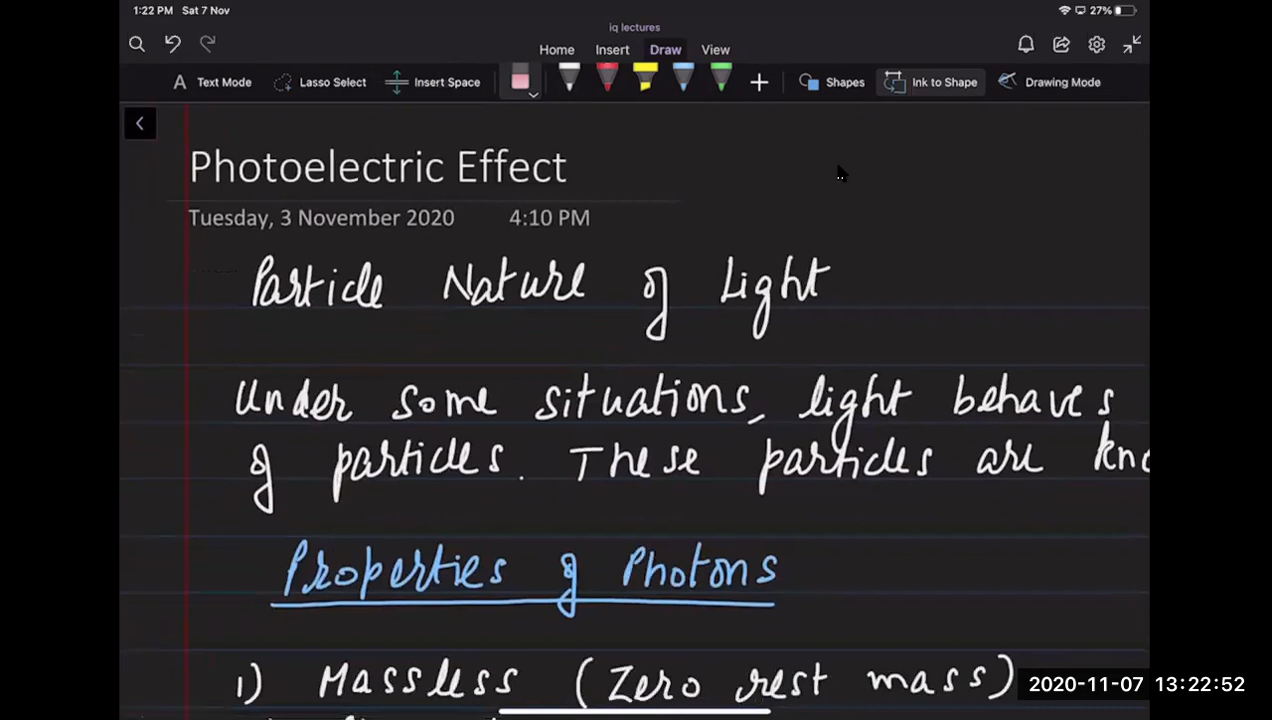 1:22 PM Sat 7 Nov
27%
iq lectures
Home Insert Draw View
Text Mode Lasso Select Insert Space Shapes Ink to Shape Drawing Mode
Photoelectric Effect
Tuesday, 3 November 2020 4:10 PM
Particle Nature of Light
Under some situations, light behaves
of particles. These particles are
Properties of Photons
1) Massless (Zero rest mass)
2020-11-07 13:22:52